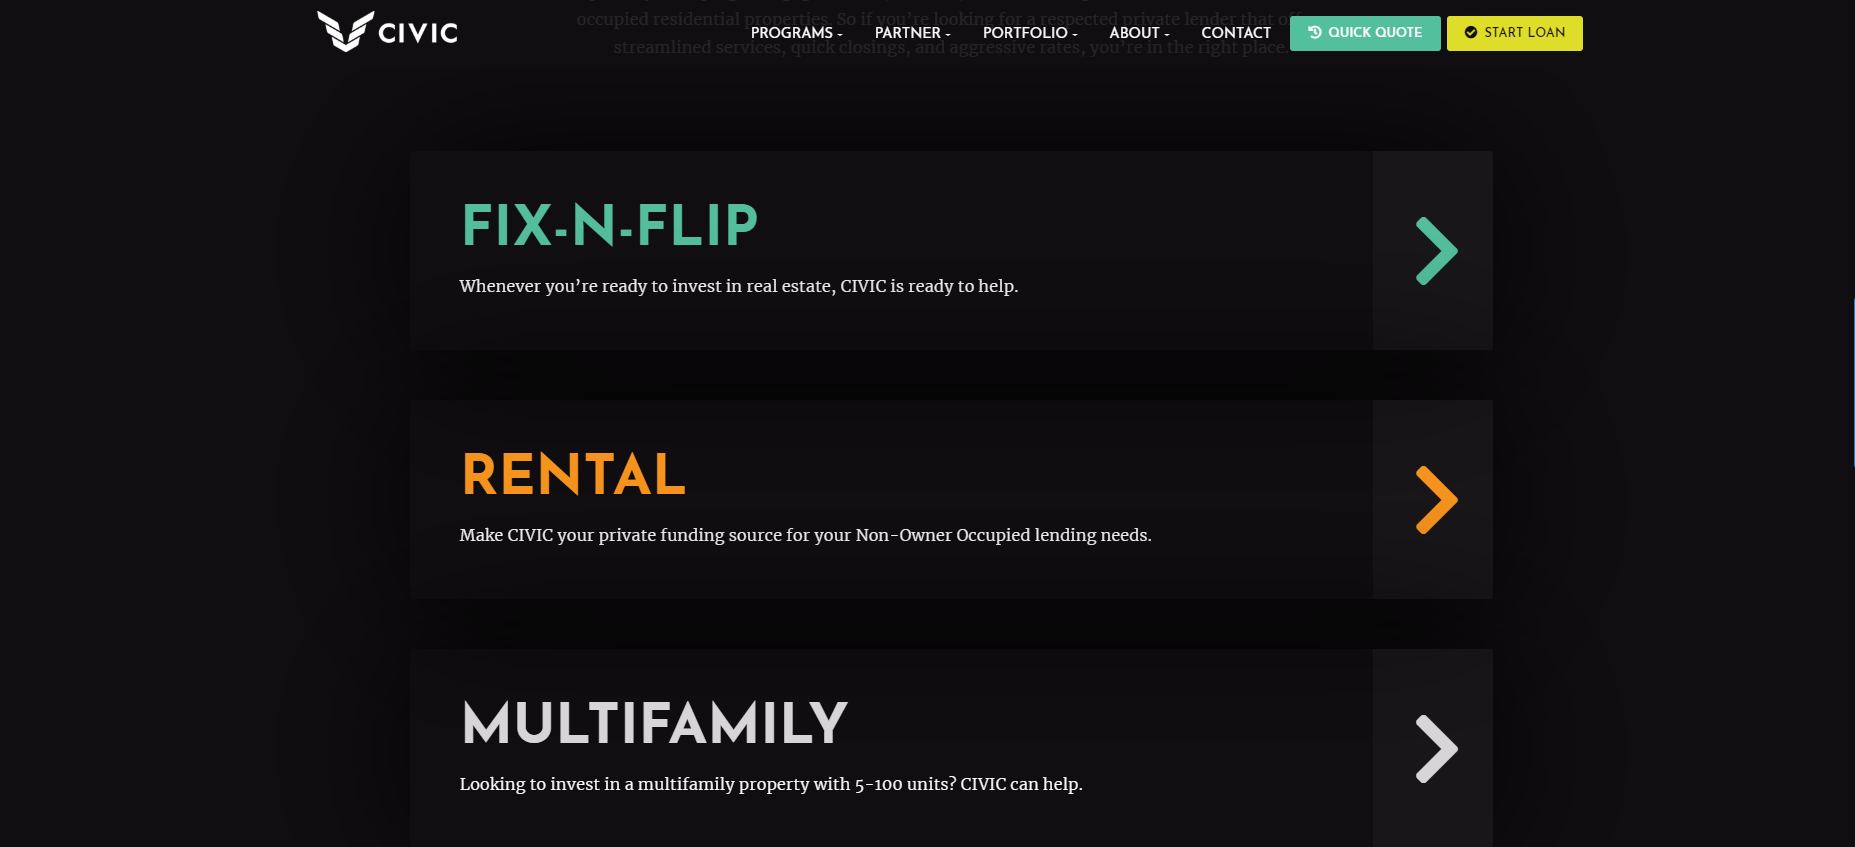 occupied residential properties. So if you're looking for a respected private lender that
CIVIC
PROGRAMS PARTNER PORTFOLIO ABOUT CONTACT QUICK QUOTE START LOAN
streamlined services, quick closings, and aggressive rates, you're in the right place.
FIX-N-FLIP
Whenever you’re ready to invest in real estate, CIVIC is ready to help.
RENTAL
Make CIVIC your private funding source for your Non-Owner Occupied lending needs.
MULTIFAMILY
Looking to invest in a multifamily property with 5-100 units? CIVIC can help.